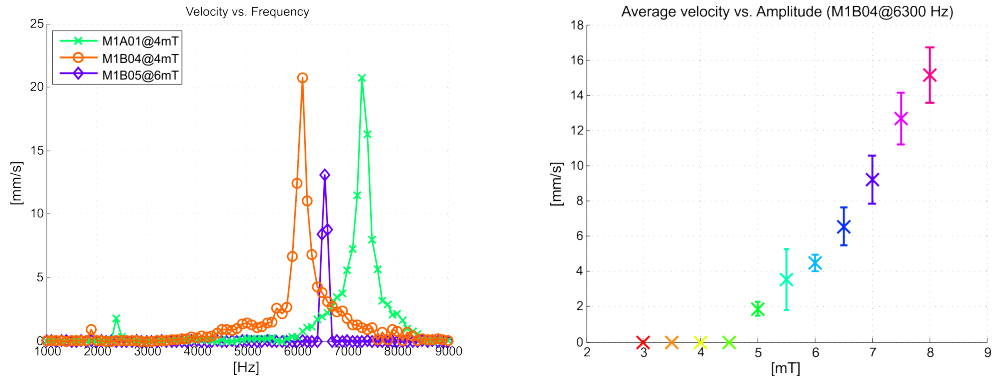 Velocity vs. Frequency
25
20
15
10
5
0
[mm/s]
M1A01@4mT
M1B04@4mT
M1B05@6mT
1000 2000 3000 4000 5000 6000 7000 8000 9000
[Hz]
Average velocity vs. Amplitude (M1B04@6300 Hz)
18
16
14
12
10
8
6
4
2
0
[mm/s]
2 3 4 5 6 7 8 9
[mT]